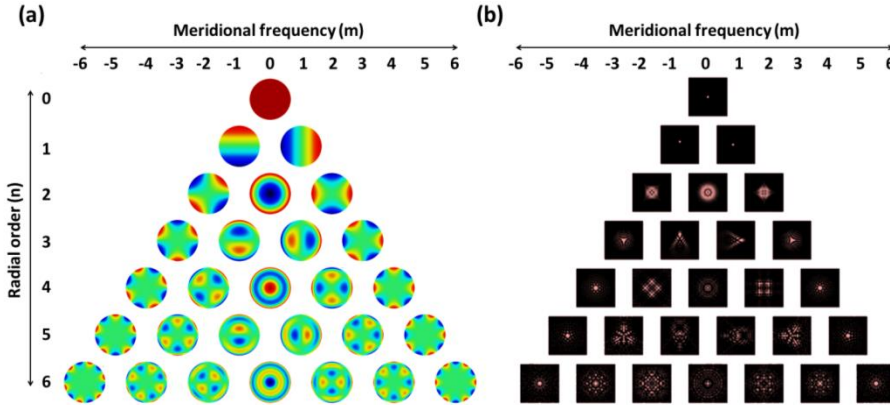 (a)
Meridional frequency (m)
-6 -5 -4 -3 -2 -1 0 1 2 3 4 5 6
Radial order (n)
0
1
2
3
4
5
6
(b)
Meridional frequency (m)
-6 -5 -4 -3 -2 -1 0 1 2 3 4 5 6